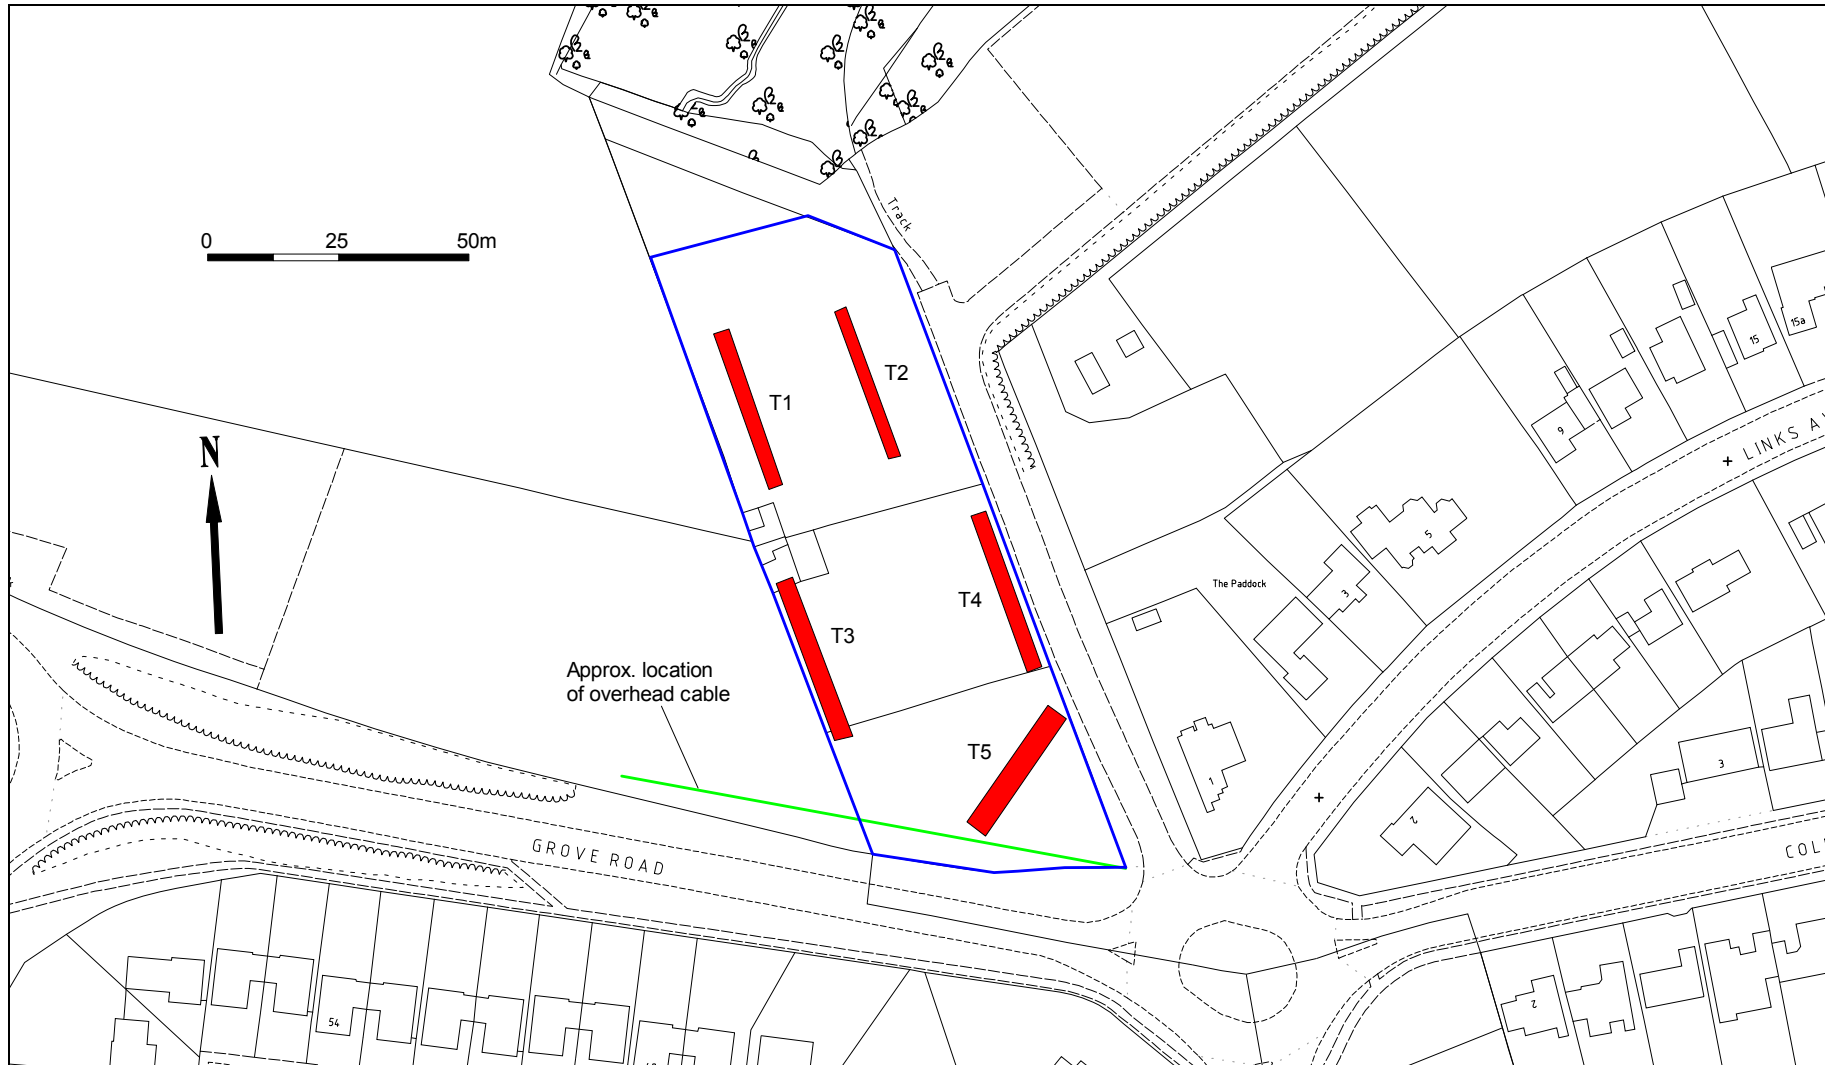 Track
0 25 50m
T2
T1
N
15a
15
9
LINKS A
5
The Paddock
3
T4
T3
Approx. location
of overhead cable
T5
1
3
2
GROVE ROAD
COL
2
54